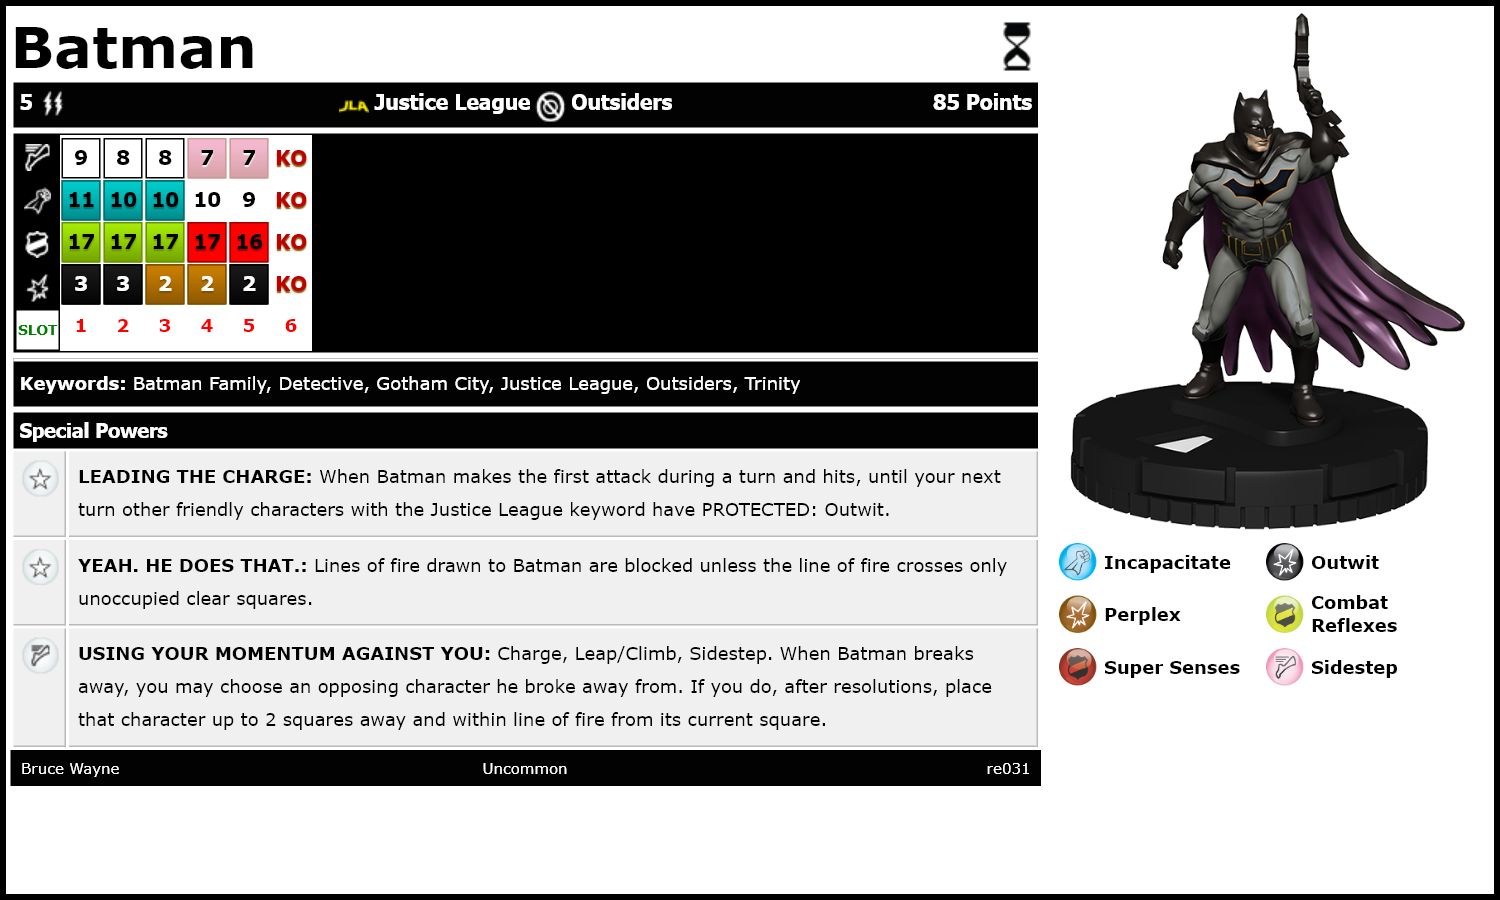 Batman
5 JLA Justice League Outsiders 85 Points
9 8 8 7 7 KO
11 10 10 10 9 KO
17 17 17 17 16 KO
3 3 2 2 2 KO
SLOT 1 2 3 4 5 6
Keywords: Batman Family, Detective, Gotham City, Justice League, Outsiders, Trinity
Special Powers
LEADING THE CHARGE: When Batman makes the first attack during a turn and hits, until your next
turn other friendly characters with the Justice League keyword have PROTECTED: Outwit.
YEAH. HE DOES THAT.: Lines of fire drawn to Batman are blocked unless the line of fire crosses only
unoccupied clear squares.
USING YOUR MOMENTUM AGAINST YOU: Charge, Leap/Climb, Sidestep. When Batman breaks
away, you may choose an opposing character he broke away from. If you do, after resolutions, place
that character up to 2 squares away and within line of fire from its current square.
Bruce Wayne Uncommon re031
Incapacitate Outwit
Perplex Combat
Reflexes
Super Senses Sidestep